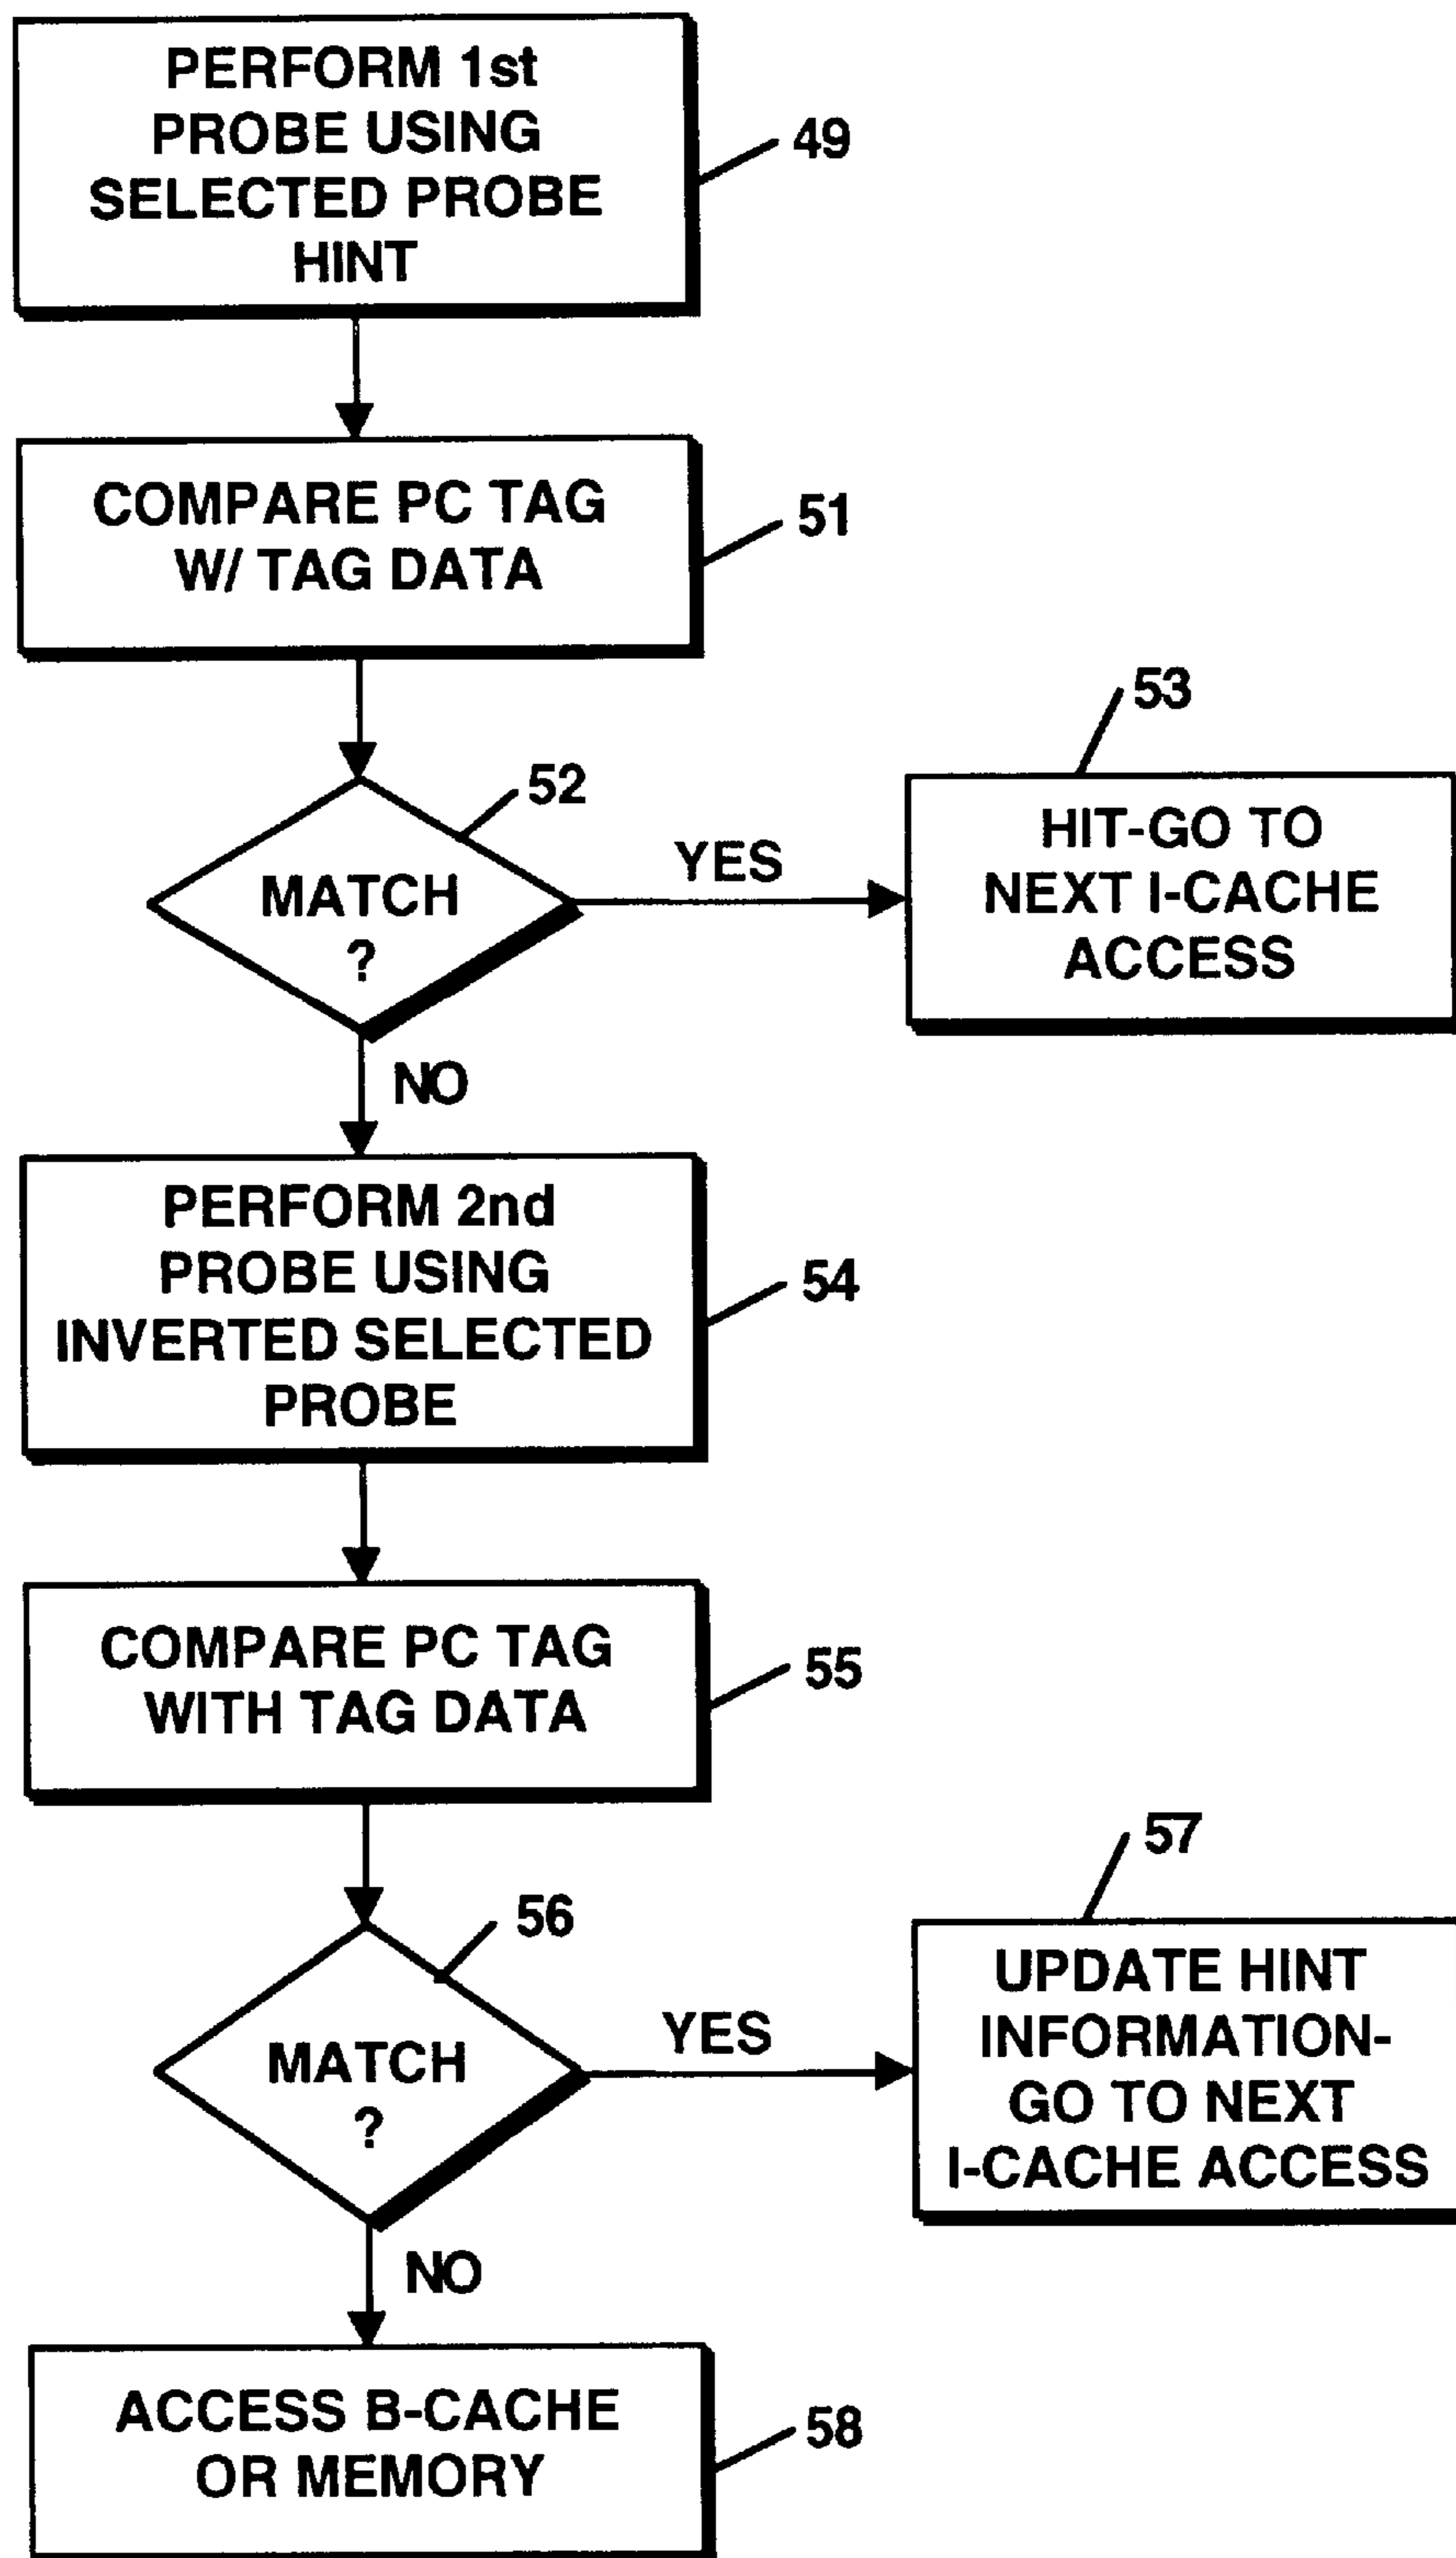 PERFORM 1st
PROBE USING
SELECTED PROBE
HINT
49
COMPARE PC TAG
W/ TAG DATA
51
52
MATCH
?
YES
53
HIT-GO TO
NEXT I-CACHE
ACCESS
NO
PERFORM 2nd
PROBE USING
INVERTED SELECTED
PROBE
54
COMPARE PC TAG
WITH TAG DATA
55
56
MATCH
?
YES
57
UPDATE HINT
INFORMATION-
GO TO NEXT
I-CACHE ACCESS
NO
ACCESS B-CACHE
OR MEMORY
58